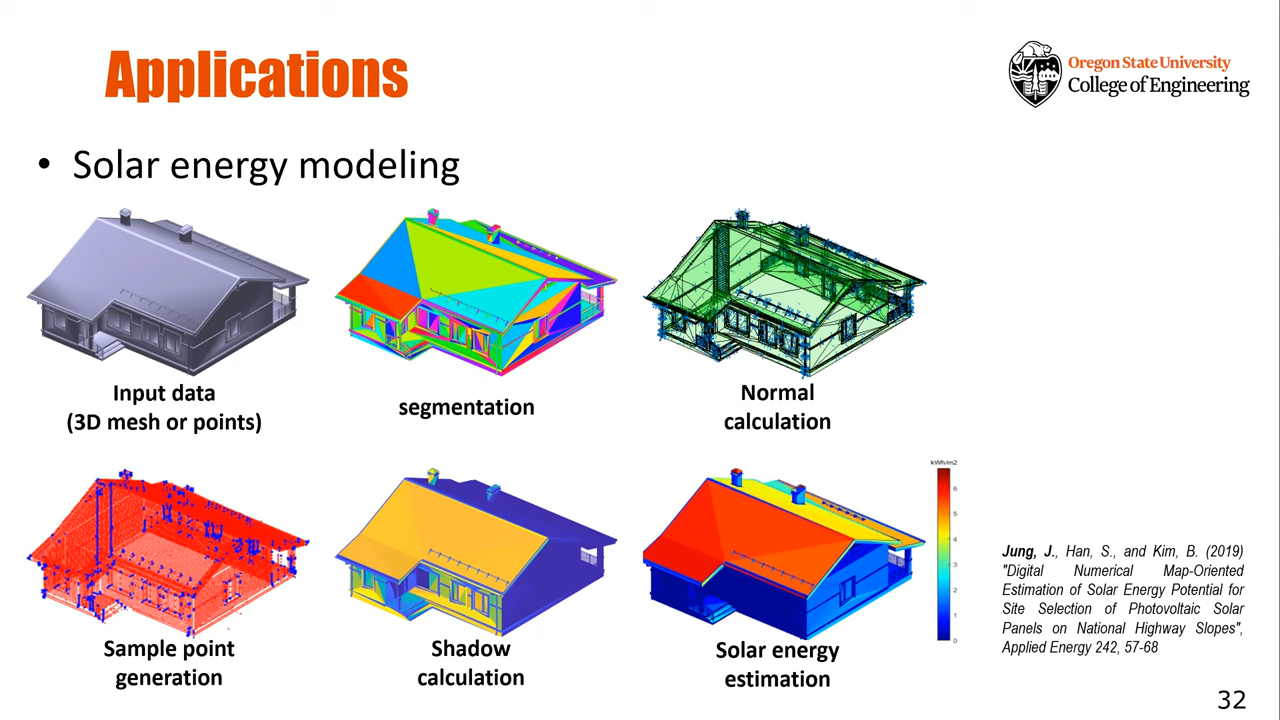 Applications
Oregon State University
College of Engineering
• Solar energy modeling
Input data
(3D mesh or points)
segmentation
Normal
calculation
Sample point
generation
Shadow
calculation
Solar energy
estimation
kWh/m2
6
5
4
3
2
1
0
Jung, J., Han, S., and Kim, B. (2019)
"Digital Numerical Map-Oriented
Estimation of Solar Energy Potential for
Site Selection of Photovoltaic Solar
Panels on National Highway Slopes",
Applied Energy 242, 57-68
32